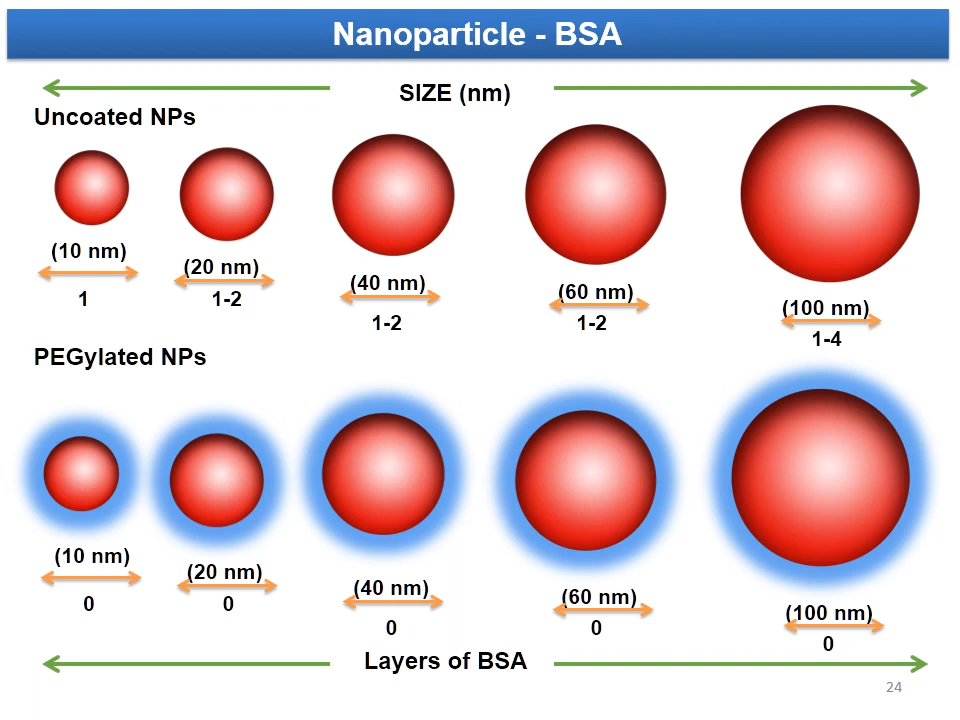 Nanoparticle - BSA
SIZE (nm)
Uncoated NPs
(10 nm)
1
(20 nm)
1-2
(40 nm)
1-2
(60 nm)
1-2
(100 nm)
1-4
PEGylated NPs
(10 nm)
0
(20 nm)
0
(40 nm)
0
(60 nm)
0
(100 nm)
0
Layers of BSA
24